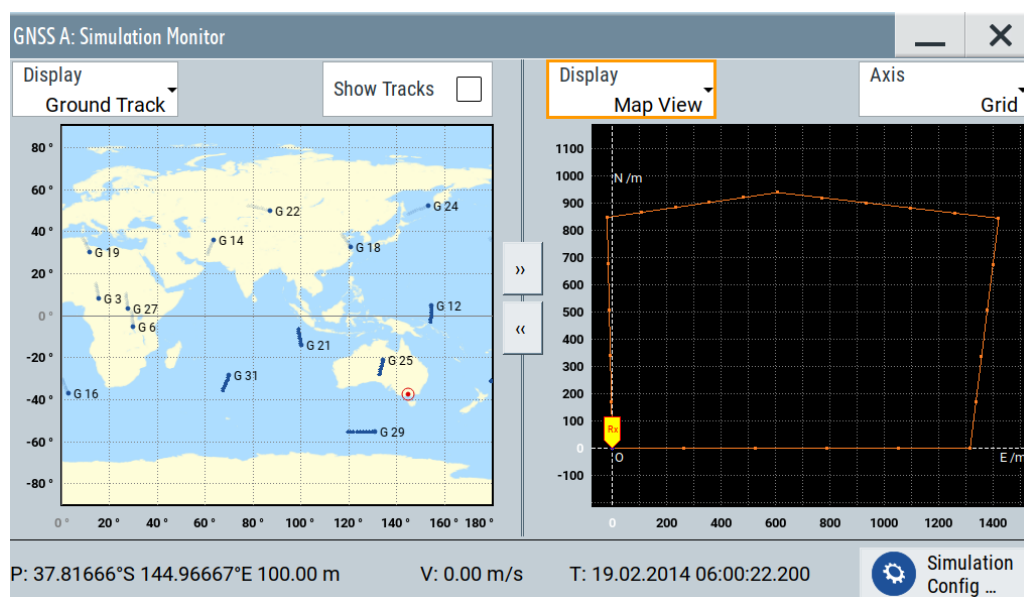 GNSS A: Simulation Monitor
Display
Ground Track
Show Tracks
Display
Map View
Axis
Grid
80 °
60 °
40 °
20 °
0 °
-20 °
-40 °
-60 °
-80 °
G 22
G 24
G 14
G 18
G 19
G 3
G 27
G 12
G 6
G 21
G 25
G 31
G 16
G 29
0 °
20 °
40 °
60 °
80 °
100 °
120 °
140 °
160 °
180 °
»
«
1100
1000
900
800
700
600
500
400
300
200
100
0
-100
N /m
Rx
O
E /m
0
200
400
600
800
1000
1200
1400
P: 37.81666°S 144.96667°E 100.00 m
V: 0.00 m/s
T: 19.02.2014 06:00:22.200
Simulation
Config ...